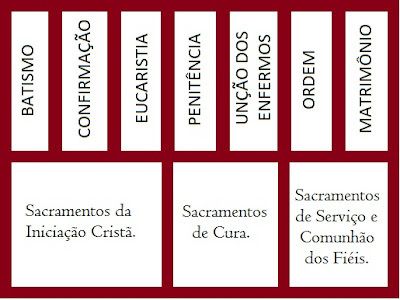 BATISMO
CONFIRMAÇÃO
EUCARISTIA
PENITÊNCIA
UNÇÃO DOS
ENFERMOS
ORDEM
MATRIMÔNIO
Sacramentos da
Iniciação Cristã.
Sacramentos
de Cura.
Sacramentos
de Serviço e
Comunhão
dos Fiéis.